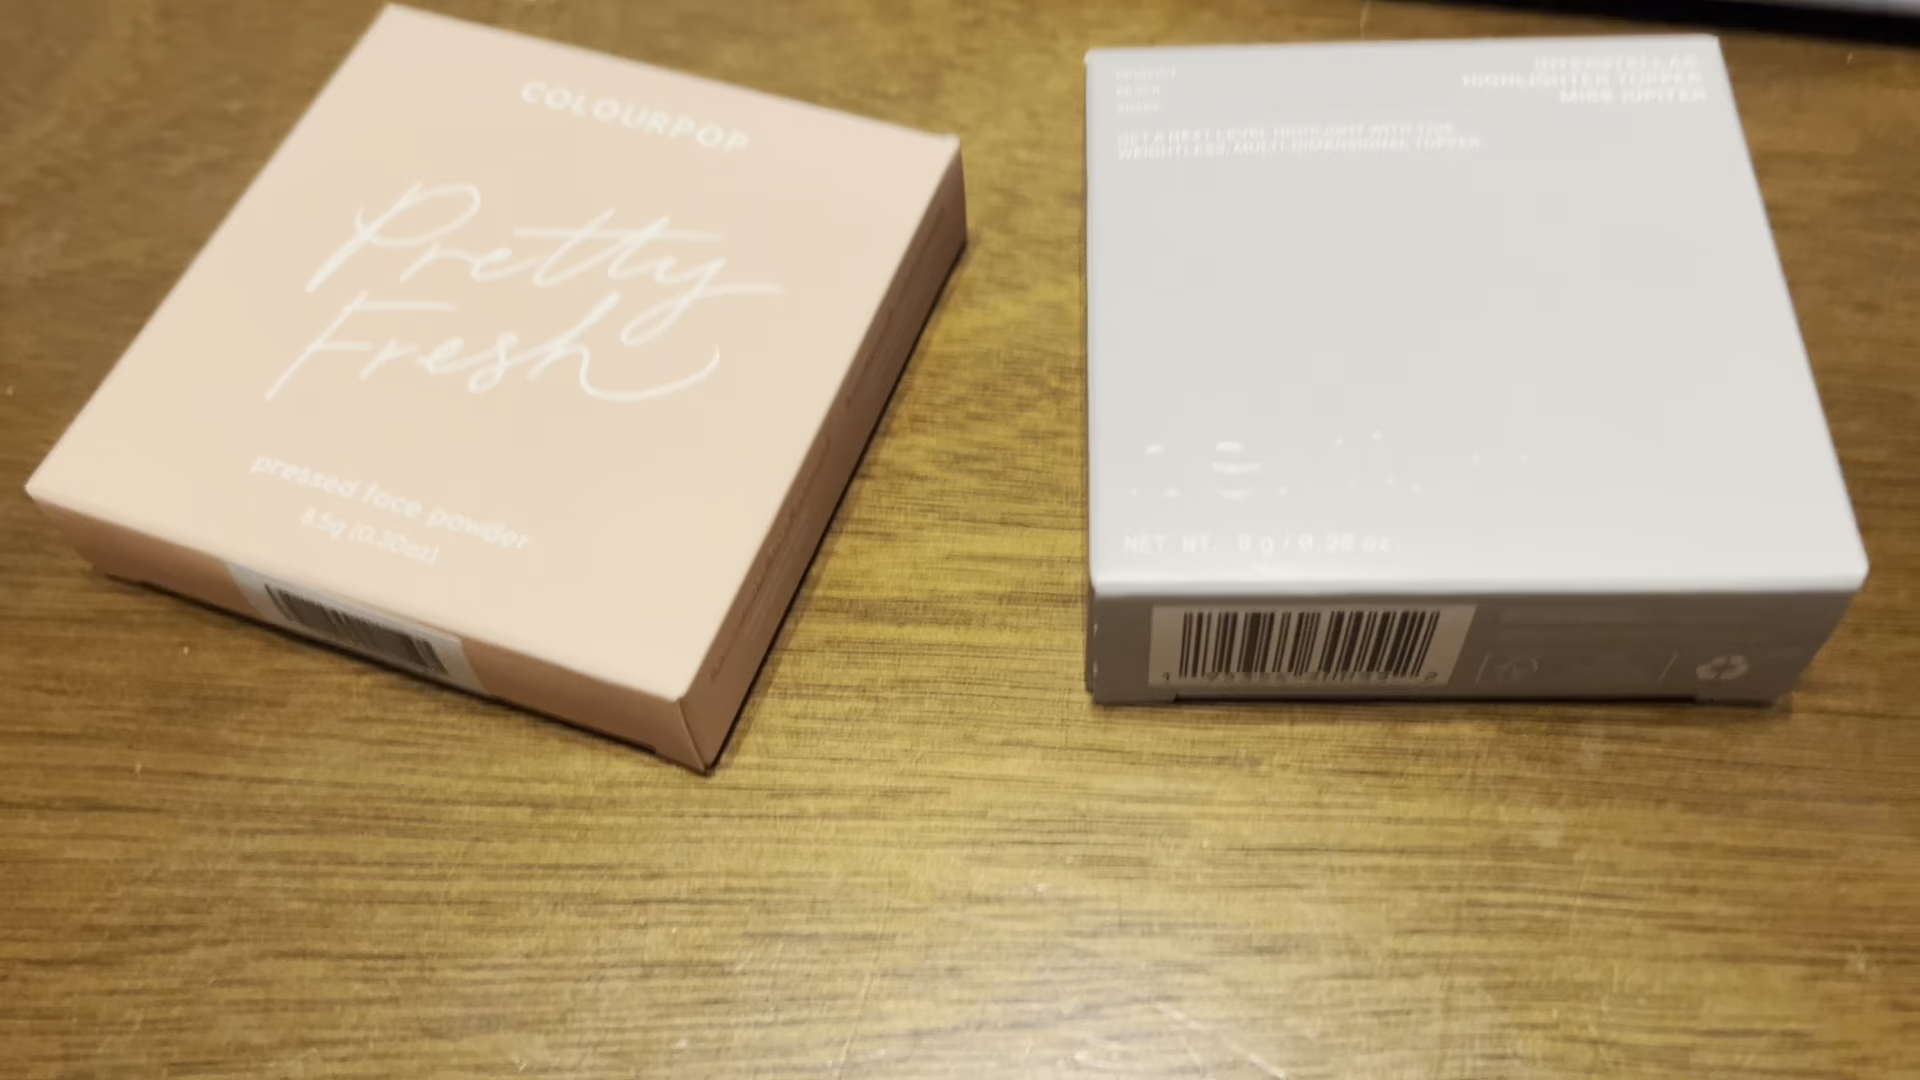 COLOURPOP
Pretty
Fresh
pressed face powder
8.5g (0.30oz)
INTERSTELLAR
HIGHLIGHTER TOPPER
MISS JUPITER
GET A NEXT LEVEL HIGHLIGHT WITH THIS
WEIGHTLESS, MULTI-DIMENSIONAL TOPPER
NET WT. 8 g / 0.28 oz